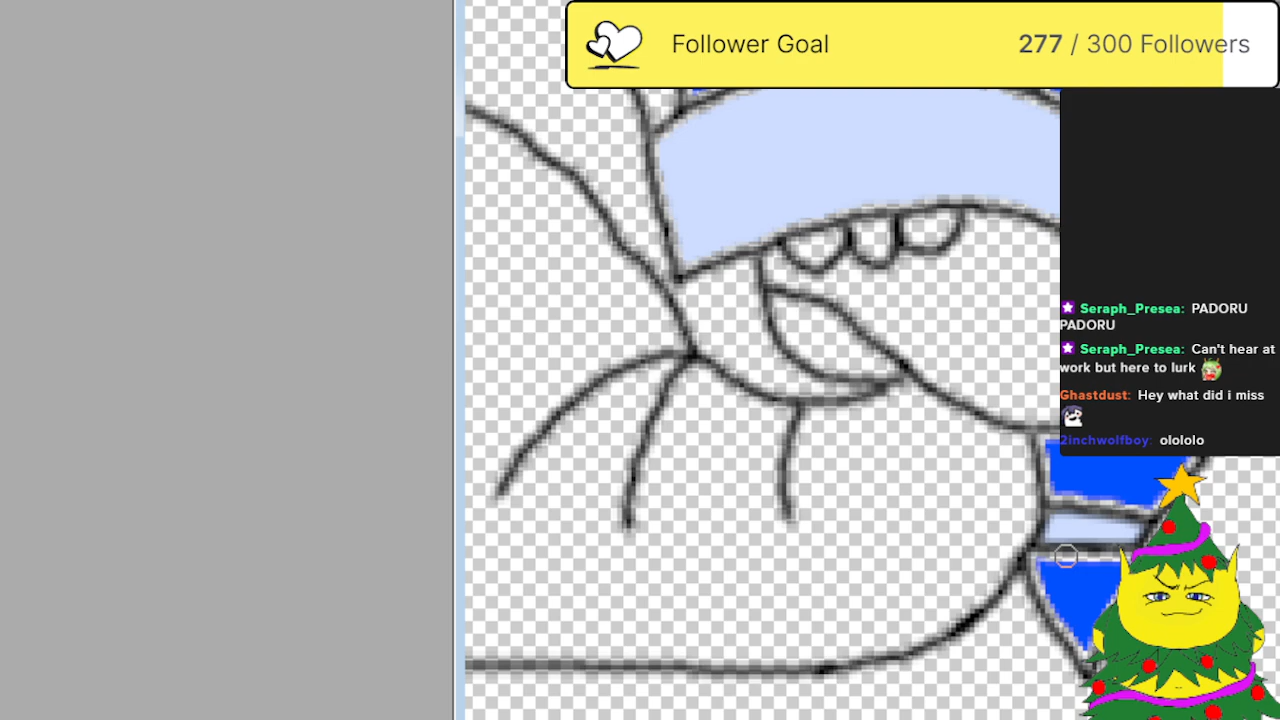 Follower Goal
277 / 300 Followers
Seraph_Presea: PADORU
PADORU
Seraph_Presea: Can't hear at
work but here to lurk
Ghastdust: Hey what did i miss
2inchwolfboy: olololo